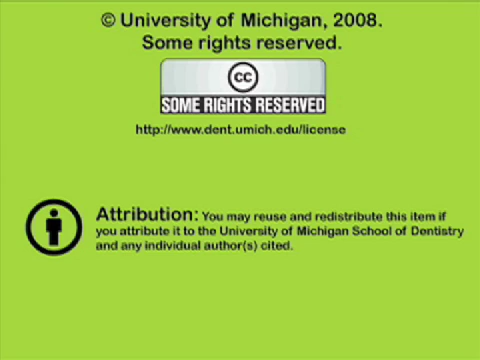 © University of Michigan, 2008.
Some rights reserved.
cc
SOME RIGHTS RESERVED
http://www.dent.umich.edu/license
Attribution: You may reuse and redistribute this item if
you attribute it to the University of Michigan School of Dentistry
and any individual author(s) cited.